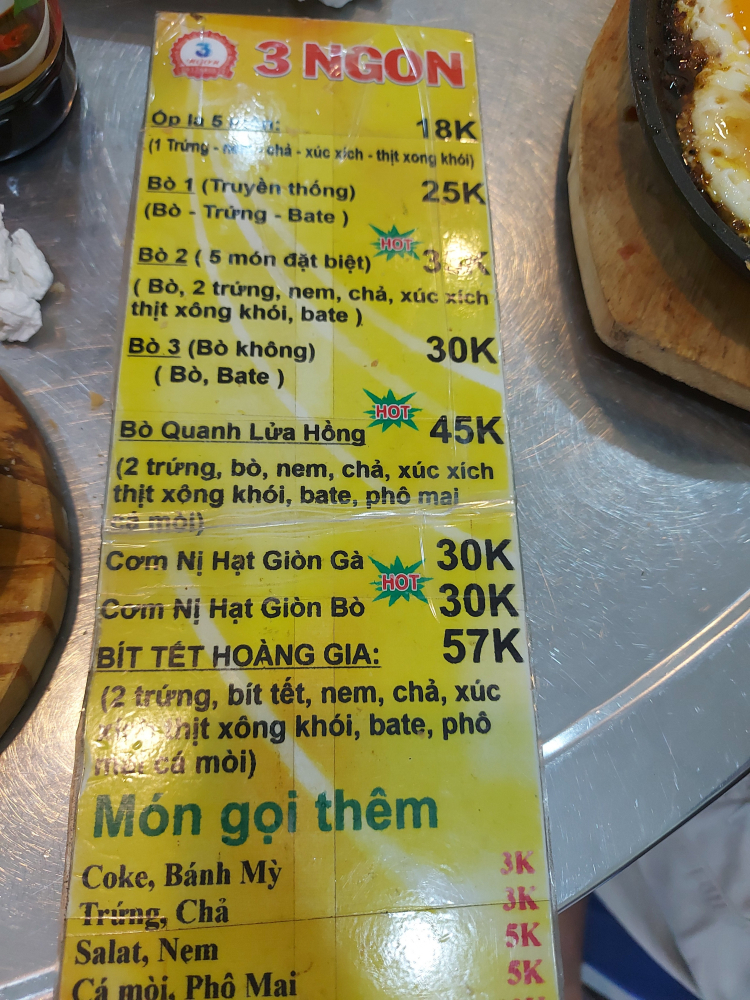 3
3 NGON
Ốp la 5 18K
(1 Trứng - chả - xúc xích - thịt xong khói)
Bò 1 (Truyền thống) 25K
(Bò - Trứng - Bate )
HOT
Bò 2 ( 5 món đặt biệt)
( Bò, 2 trứng, nem, chả, xúc xích
thịt xông khói, bate )
Bò 3 (Bò không) 30K
( Bò, Bate )
HOT
Bò Quanh Lửa Hồng 45K
(2 trứng, bò, nem, chả, xúc xích
thịt xông khói, bate, phô mai
cá mòi)
Cơm Nị Hạt Giòn Gà 30K
HOT
Cơm Nị Hạt Giòn Bò 30K
BÍT TẾT HOÀNG GIA: 57K
(2 trứng, bít tết, nem, chả, xúc
thịt xông khói, bate, phô
cá mòi)
Món gọi thêm
Coke, Bánh Mỳ 3K
Trứng, Chả 3K
Salat, Nem 5K
Cá mòi, Phô Mai 5K